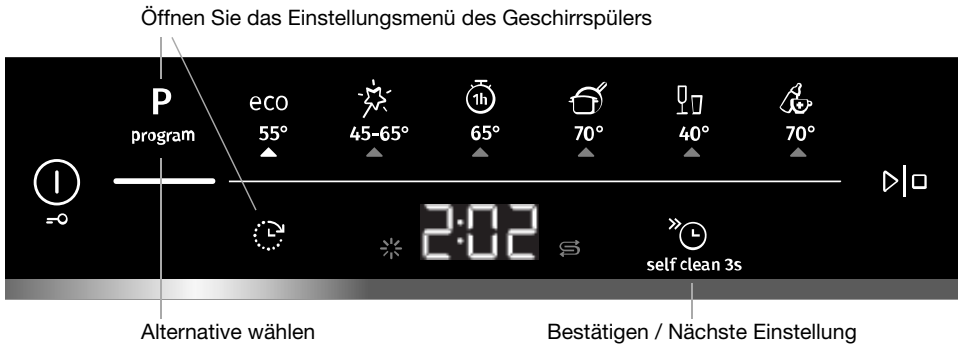 Öffnen Sie das Einstellungsmenü des Geschirrspülers
P
program
eco
55°
45-65°
1h
65°
70°
40°
70°
2:02
self clean 3s
Alternative wählen
Bestätigen / Nächste Einstellung